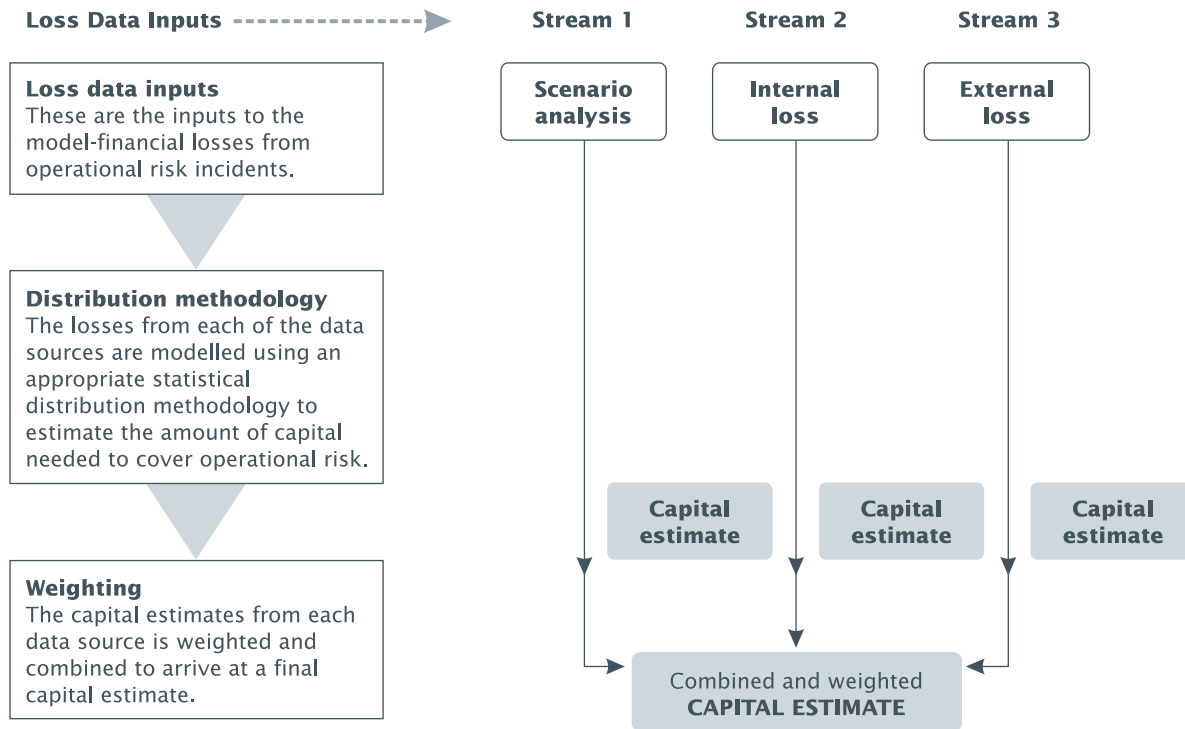 Loss Data Inputs
Stream 1
Stream 2
Stream 3
Loss data inputs
These are the inputs to the
model-financial losses from
operational risk incidents.
Scenario
analysis
Internal
loss
External
loss
Distribution methodology
The losses from each of the data
sources are modelled using an
appropriate statistical
distribution methodology to
estimate the amount of capital
needed to cover operational risk.
Capital
estimate
Capital
estimate
Capital
estimate
Weighting
The capital estimates from each
data source is weighted and
combined to arrive at a final
capital estimate.
Combined and weighted
CAPITAL ESTIMATE